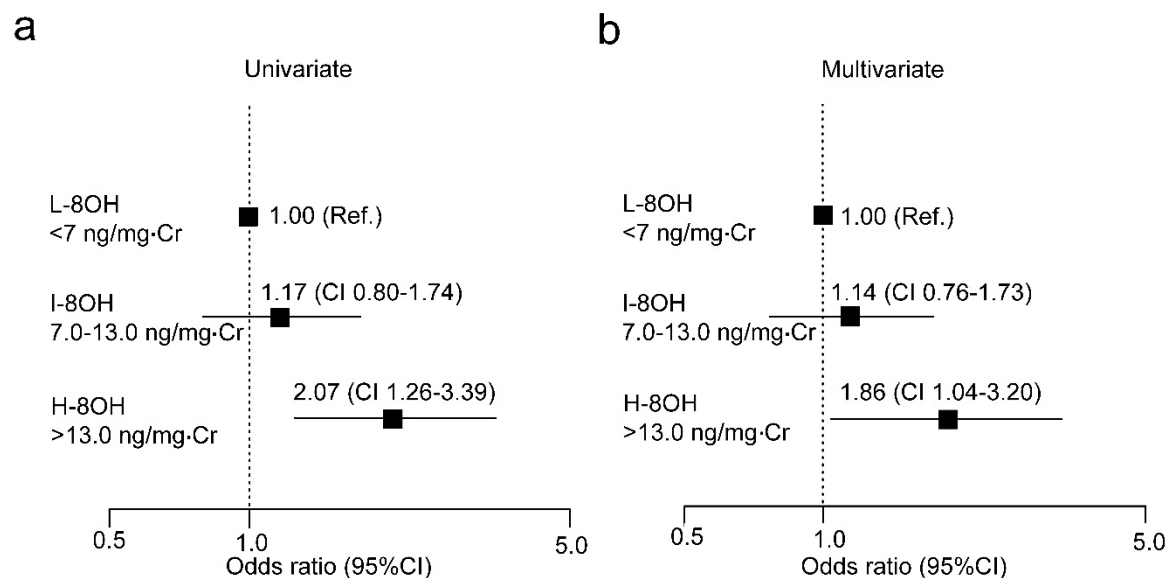 a
Univariate
L-8OH
<7 ng/mg·Cr
1.00 (Ref.)
1.17 (CI 0.80-1.74)
I-8OH
7.0-13.0 ng/mg·Cr
2.07 (CI 1.26-3.39)
H-8OH
>13.0 ng/mg·Cr
0.5 1.0 5.0
Odds ratio (95%CI)
b
Multivariate
L-8OH
<7 ng/mg·Cr
1.00 (Ref.)
1.14 (CI 0.76-1.73)
I-8OH
7.0-13.0 ng/mg·Cr
1.86 (CI 1.04-3.20)
H-8OH
>13.0 ng/mg·Cr
0.5 1.0 5.0
Odds ratio (95%CI)